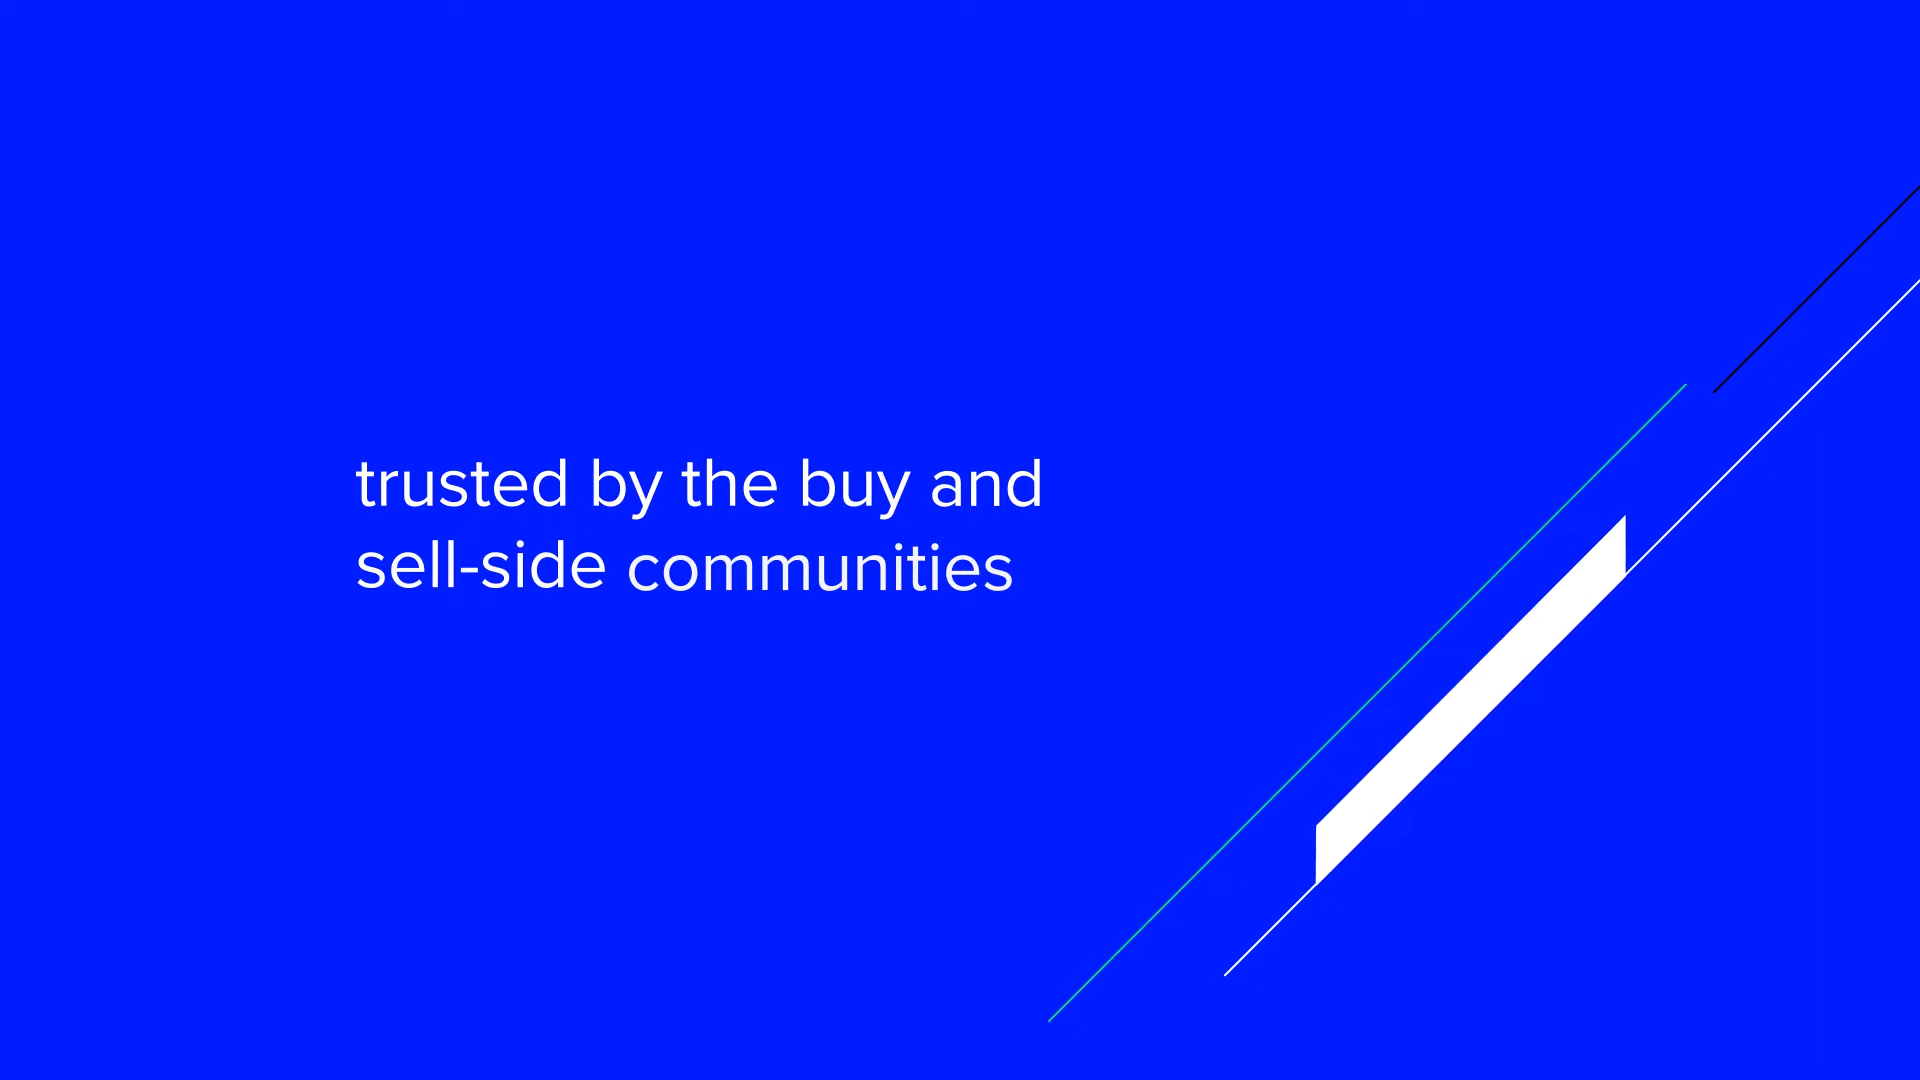 trusted by the buy and
sell-side communities